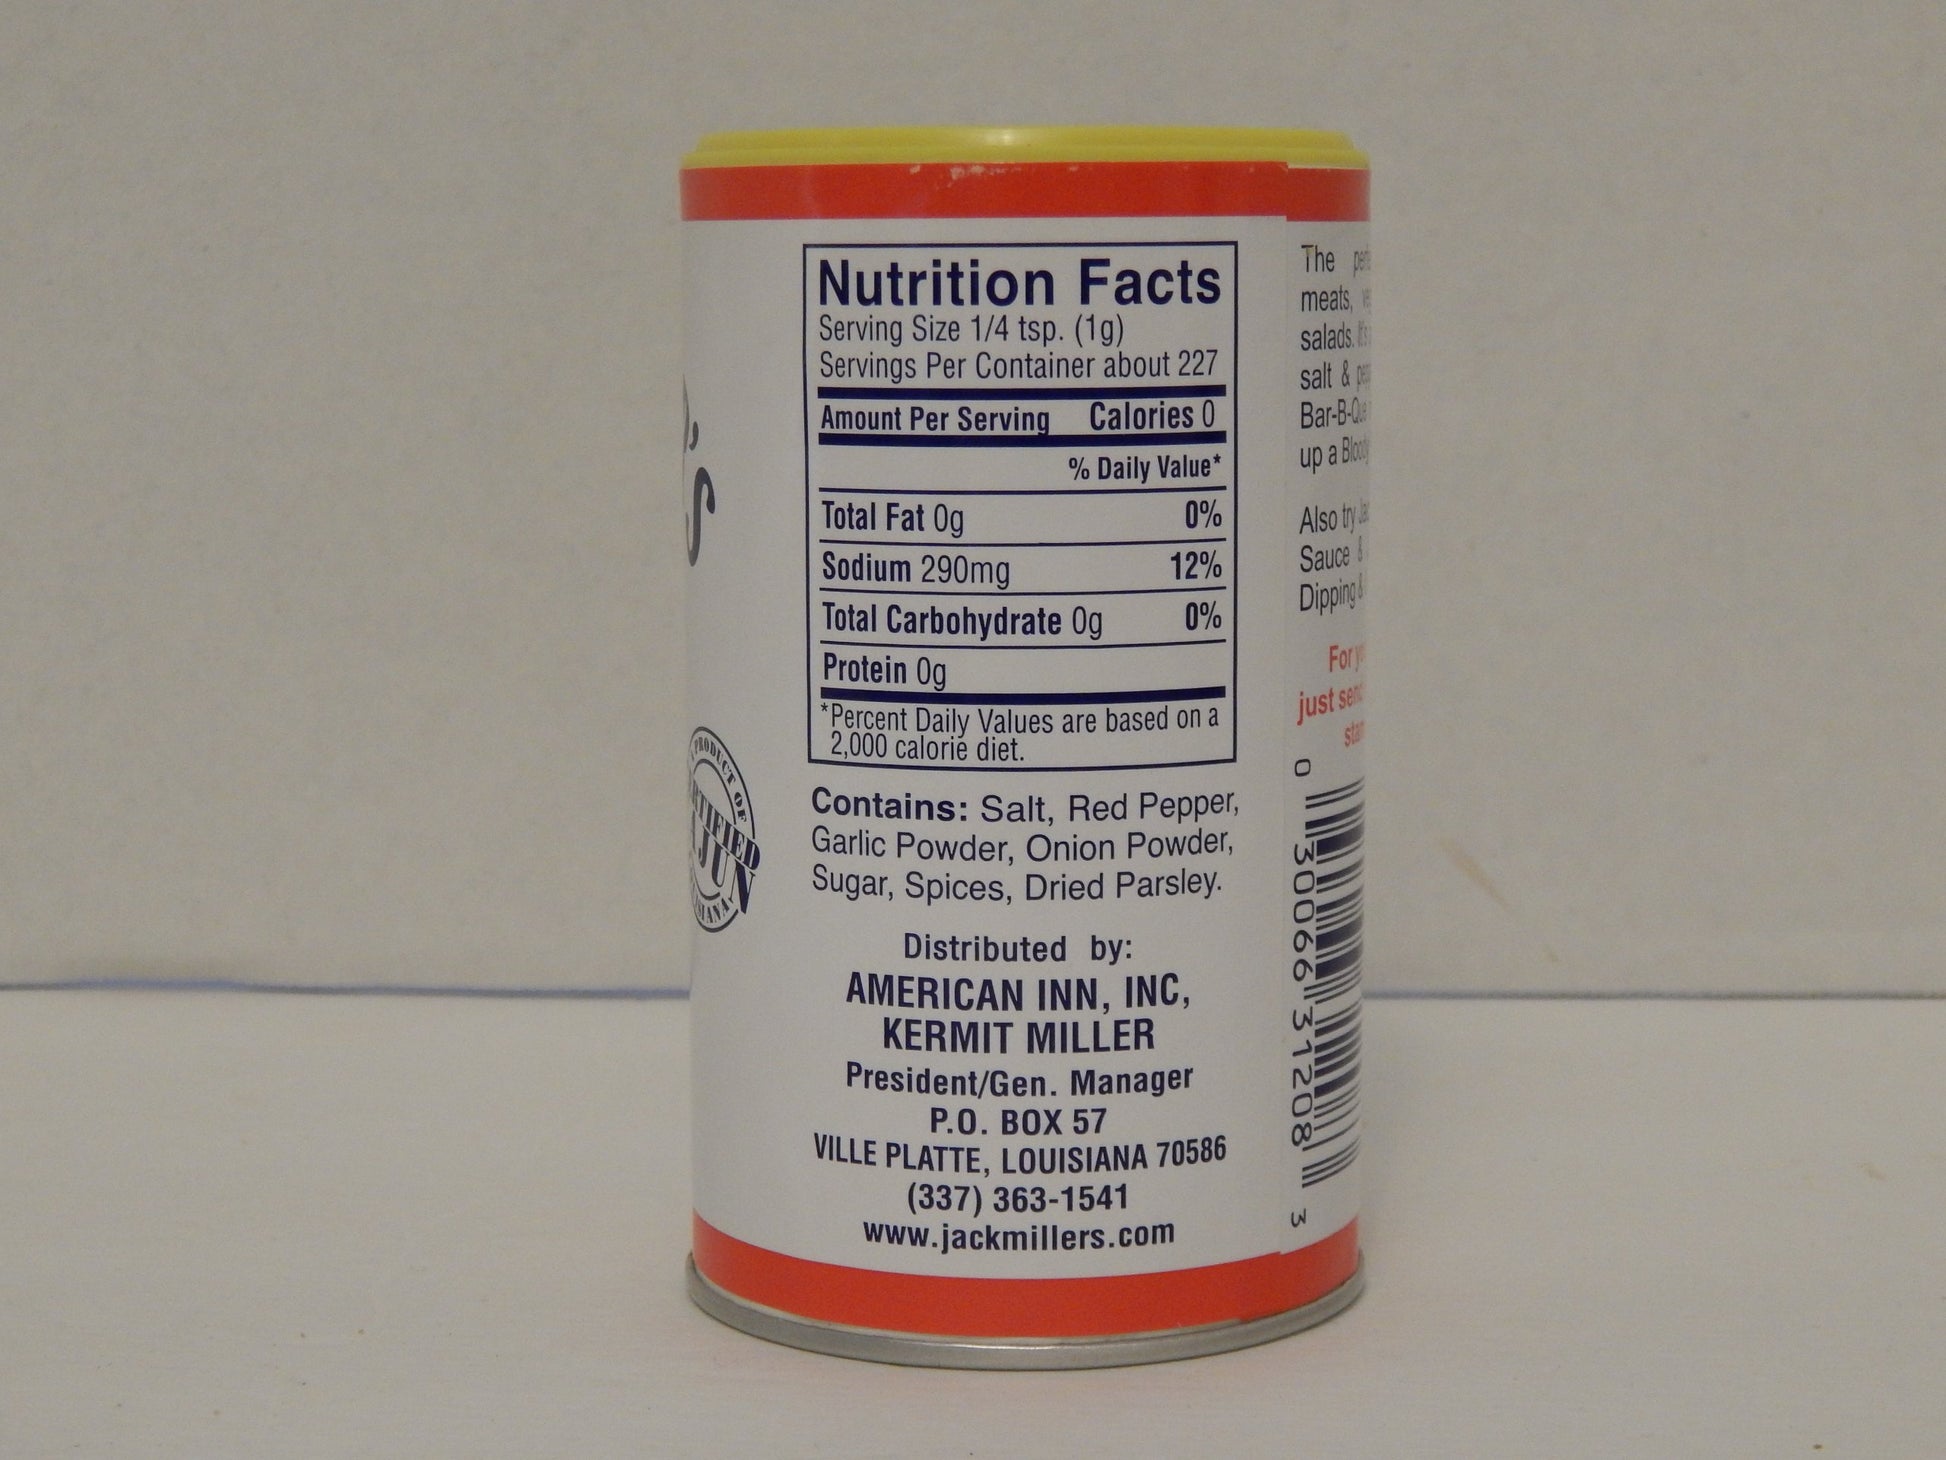 Nutrition Facts
Serving Size 1/4 tsp. (1g)
Servings Per Container about 227
Amount Per Serving Calories 0
% Daily Value*
Total Fat 0g 0%
Sodium 290mg 12%
Total Carbohydrate 0g 0%
Protein 0g
*Percent Daily Values are based on a
2,000 calorie diet.
Contains: Salt, Red Pepper,
Garlic Powder, Onion Powder,
Sugar, Spices, Dried Parsley.
Distributed by:
AMERICAN INN, INC,
KERMIT MILLER
President/Gen. Manager
P.O. BOX 57
VILLE PLATTE, LOUISIANA 70586
(337) 363-1541
www.jackmillers.com
PRODUCT OF
The
meats,
salads. It's
salt &
Bar-B-Que
up a
Also try
Sauce &
Dipping &
For
just send
0 30066 31208 3